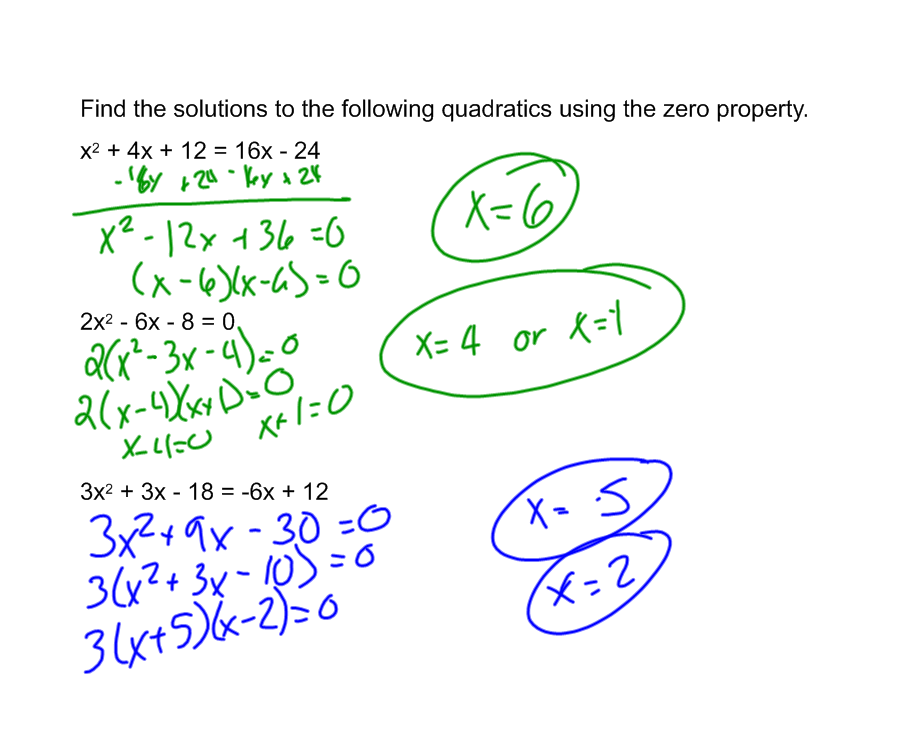 Find the solutions to the following quadratics using the zero property.
x² + 4x + 12 = 16x - 24
-16x +24 -16x +24
x² - 12x + 36 = 0
(x - 6)(x - 6) = 0
x = 6
2x² - 6x - 8 = 0
2(x² - 3x - 4) = 0
2(x - 4)(x + 1) = 0
x - 4 = 0 x + 1 = 0
x = 4 or x = -1
3x² + 3x - 18 = -6x + 12
3x² + 9x - 30 = 0
3(x² + 3x - 10) = 0
3(x + 5)(x - 2) = 0
x = -5
x = 2